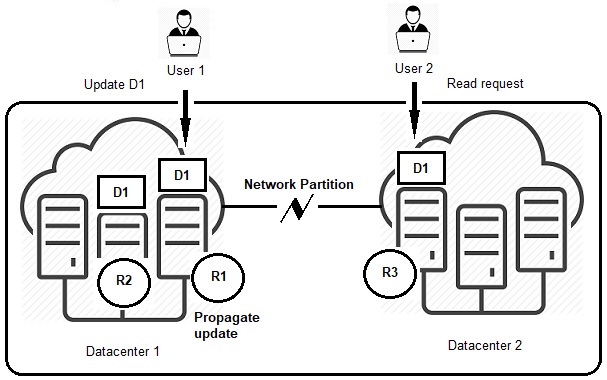 User 1
User 2
Update D1
Read request
D1
D1
D1
Network Partition
R2
R1
R3
Propagate
update
Datacenter 1
Datacenter 2